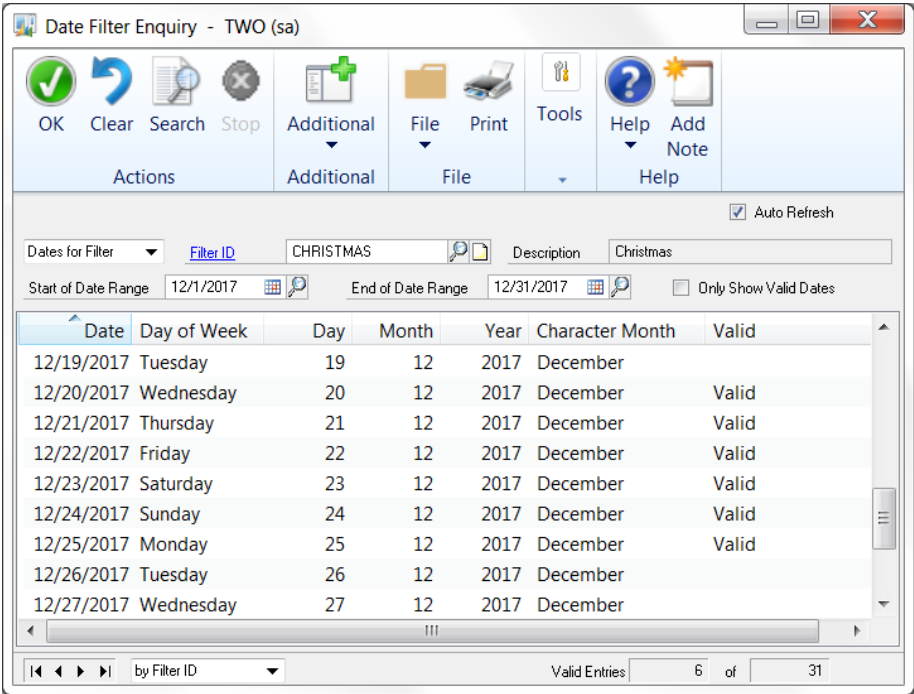 Date Filter Enquiry - TWO (sa)
OK Clear Search Stop Additional File Print Tools Help Add Note
Actions Additional File Help
Auto Refresh
Dates for Filter Filter ID CHRISTMAS Description Christmas
Start of Date Range 12/1/2017 End of Date Range 12/31/2017 Only Show Valid Dates
Date Day of Week Day Month Year Character Month Valid
12/19/2017 Tuesday 19 12 2017 December
12/20/2017 Wednesday 20 12 2017 December Valid
12/21/2017 Thursday 21 12 2017 December Valid
12/22/2017 Friday 22 12 2017 December Valid
12/23/2017 Saturday 23 12 2017 December Valid
12/24/2017 Sunday 24 12 2017 December Valid
12/25/2017 Monday 25 12 2017 December Valid
12/26/2017 Tuesday 26 12 2017 December
12/27/2017 Wednesday 27 12 2017 December
by Filter ID Valid Entries 6 of 31